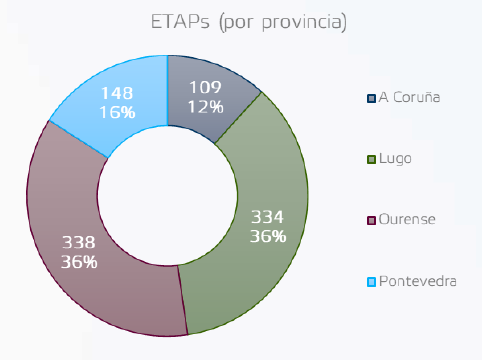 ETAPs (por provincia)
109
12%
334
36%
338
36%
148
16%
A Coruña
Lugo
Ourense
Pontevedra